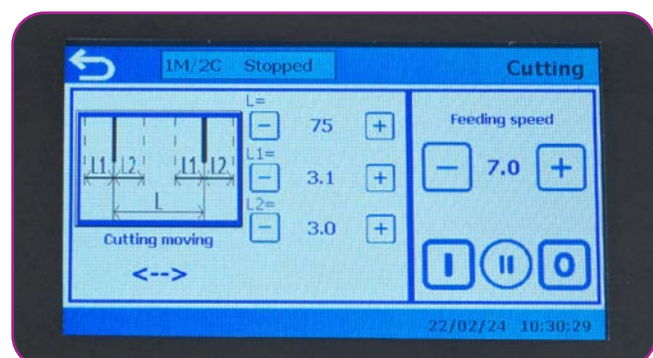 1M/2C Stopped
Cutting
L=
75
L1=
3.1
L2=
3.0
L1 L2 L1 L2
L
Cutting moving
<-->
Feeding speed
7.0
22/02/24 10:30:29